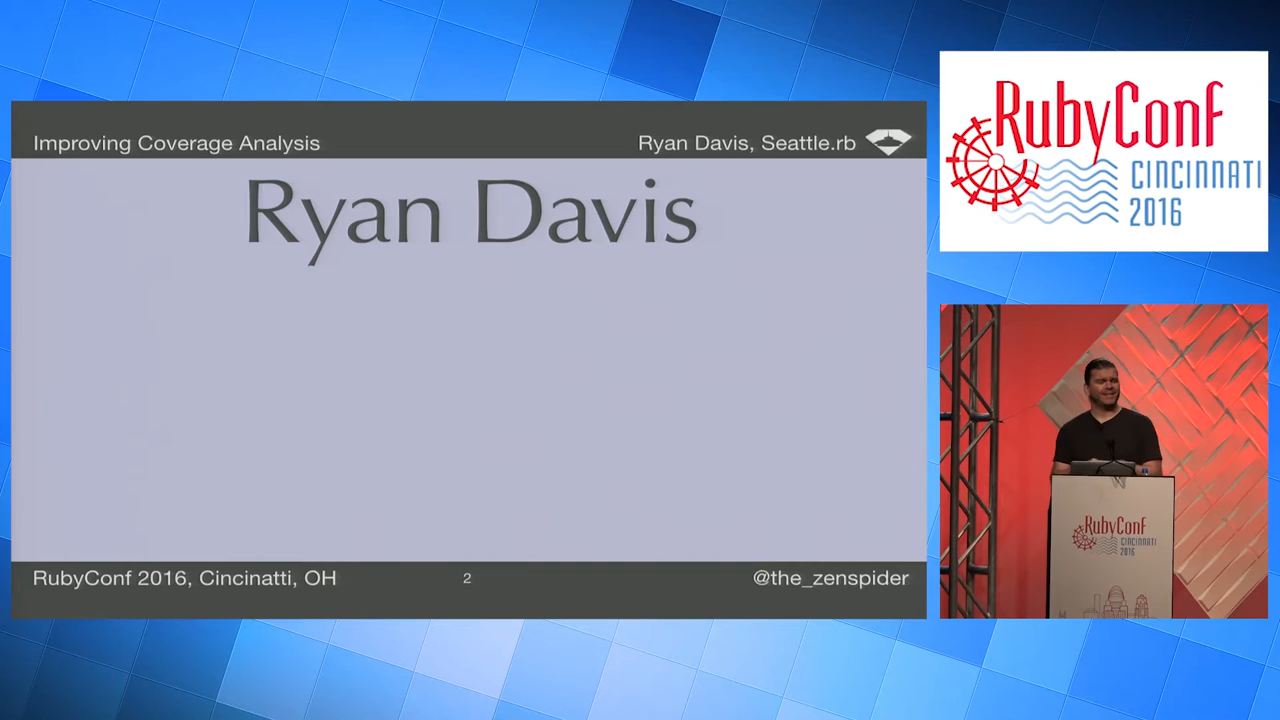 Improving Coverage Analysis
Ryan Davis, Seattle.rb
Ryan Davis
RubyConf 2016, Cincinatti, OH
2
@the_zenspider
RubyConf
CINCINNATI
2016
RubyConf
CINCINNATI
2016